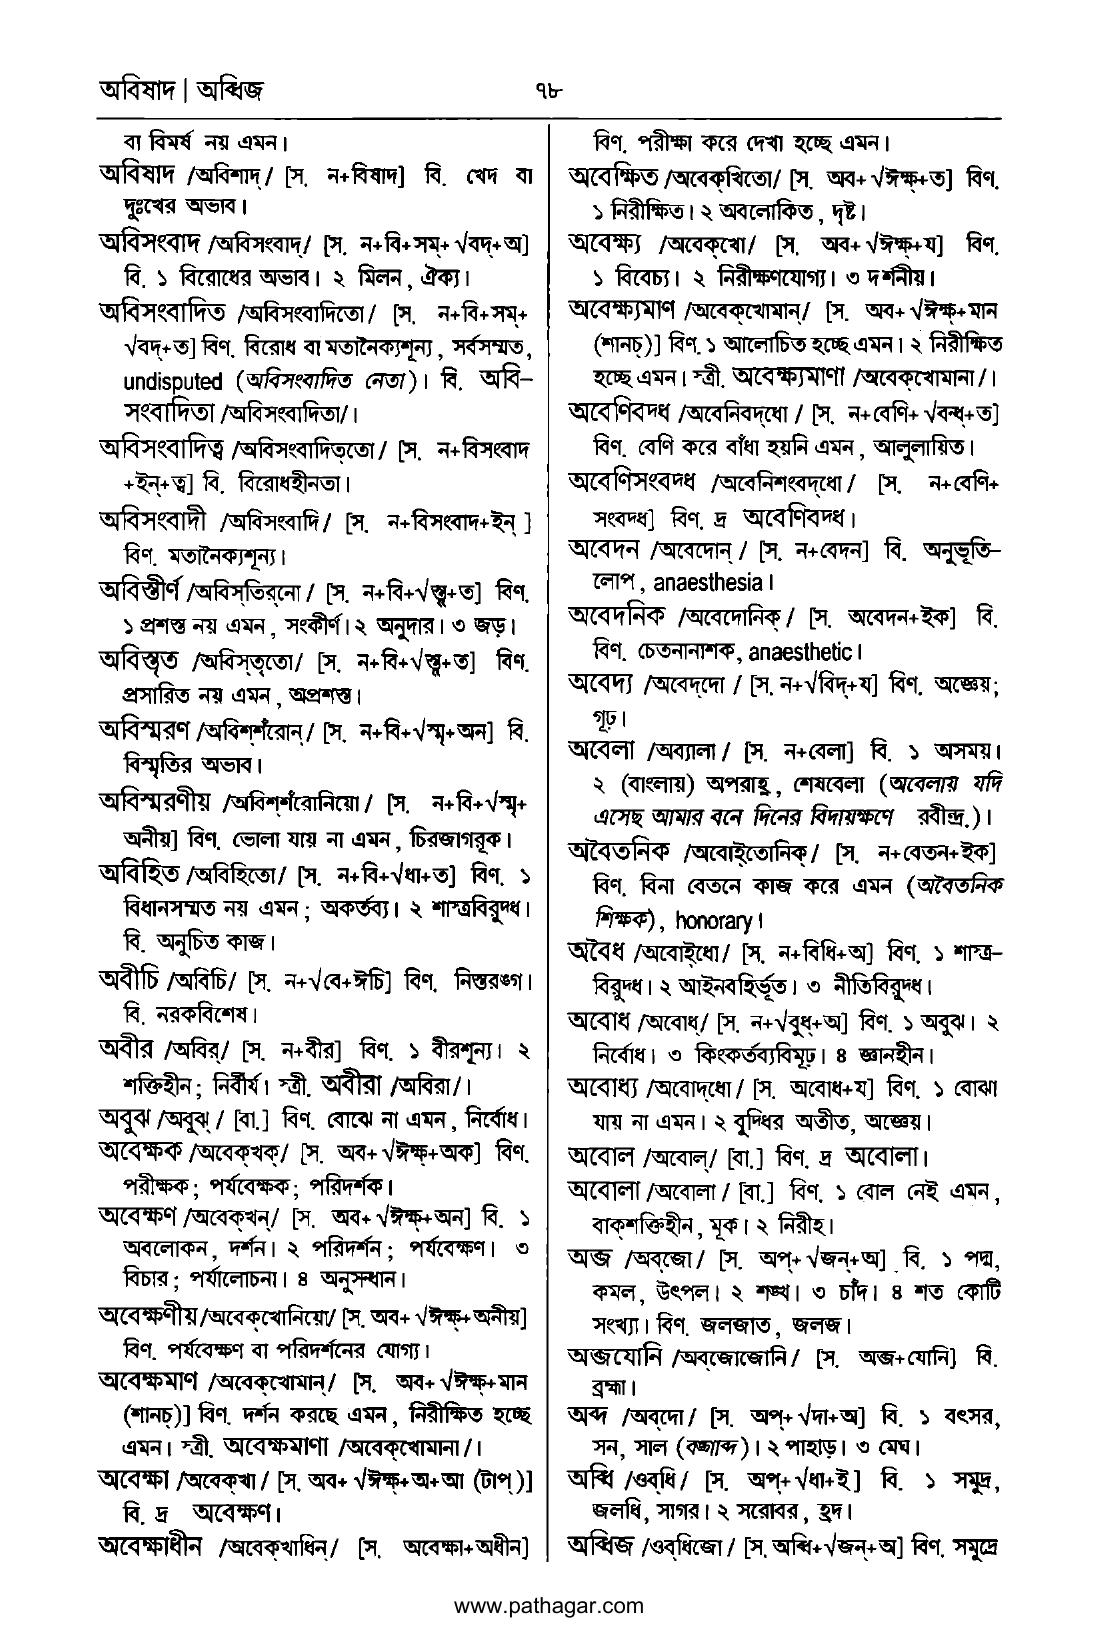 অবিষাদ | অব্ধিজ
৭৮
বা বিমর্ষ নয় এমন।
অবিষাদ /অবিশাদ্/ [স. ন+বিষাদ] বি. খেদ বা
দুঃখের অভাব।
অবিসংবাদ /অবিসংবাদ্/ [স. ন+বি+সম্+√বদ্+অ]
বি. ১ বিরোধের অভাব। ২ মিলন, ঐক্য।
অবিসংবাদিত /অবিসংবাদিতো/ [স. ন+বি+সম্+
√বদ্+ত] বিণ. বিরোধ বা মতানৈক্যশূন্য, সর্বসম্মত,
undisputed (অবিসংবাদিত নেতা)। বি. অবি–
সংবাদিতা /অবিসংবাদিতা/।
অবিসংবাদিত্ব /অবিসংবাদিত্‌তো/ [স. ন+বিসংবাদ
+ইন্+ত্ব] বি. বিরোধহীনতা।
অবিসংবাদী /অবিসংবাদি/ [স. ন+বিসংবাদ+ইন্ ]
বিণ. মতানৈক্যশূন্য।
অবিস্তীর্ণ /অবিস্‌তির্‌নো/ [স. ন+বি+√স্তৃ+ত] বিণ.
১ প্রশস্ত নয় এমন, সংকীর্ণ। ২ অনুদার। ৩ জড়।
অবিস্তৃত /অবিস্‌তৃতো/ [স. ন+বি+√স্তৃ+ত] বিণ.
প্রসারিত নয় এমন, অপ্রশস্ত।
অবিস্মরণ /অবিশ্‌শঁরোন্/ [স. ন+বি+√স্মৃ+অন] বি.
বিস্মৃতির অভাব।
অবিস্মরণীয় /অবিশ্‌শঁরোনিয়ো/ [স. ন+বি+√স্মৃ+
অনীয়] বিণ. ভোলা যায় না এমন, চিরজাগরূক।
অবিহিত /অবিহিতো/ [স. ন+বি+√ধা+ত] বিণ. ১
বিধানসম্মত নয় এমন; অকর্তব্য। ২ শাস্ত্রবিরুদ্ধ।
বি. অনুচিত কাজ।
অবীচি /অবিচি/ [স. ন+√বে+ঈচি] বিণ. নিস্তরঙ্গ।
বি. নরকবিশেষ।
অবীর /অবির্/ [স. ন+বীর] বিণ. ১ বীরশূন্য। ২
শক্তিহীন; নির্বীর্য। স্ত্রী. অবীরা /অবিরা/।
অবুঝ /অবুঝ্/ [বা.] বিণ. বোঝে না এমন, নির্বোধ।
অবেক্ষক /অবেক্‌খক্/ [স. অব+√ঈক্ষ্+অক] বিণ.
পরীক্ষক; পর্যবেক্ষক; পরিদর্শক।
অবেক্ষণ /অবেক্‌খন্/ [স. অব+√ঈক্ষ্+অন] বি. ১
অবলোকন, দর্শন। ২ পরিদর্শন; পর্যবেক্ষণ। ৩
বিচার; পর্যালোচনা। ৪ অনুসন্ধান।
অবেক্ষণীয় /অবেক্‌খোনিয়ো/ [স. অব+√ঈক্ষ্+অনীয়]
বিণ. পর্যবেক্ষণ বা পরিদর্শনের যোগ্য।
অবেক্ষমাণ /অবেক্‌খোমান্/ [স. অব+√ঈক্ষ্+মান
(শানচ্)] বিণ. দর্শন করছে এমন, নিরীক্ষিত হচ্ছে
এমন। স্ত্রী. অবেক্ষমাণা /অবেক্‌খোমানা/।
অবেক্ষা /অবেক্‌খা/ [স. অব+√ঈক্ষ্+অ+আ (টাপ্)]
বি. দ্র অবেক্ষণ।
অবেক্ষাধীন /অবেক্‌খাধিন্/ [স. অবেক্ষা+অধীন]
বিণ. পরীক্ষা করে দেখা হচ্ছে এমন।
অবেক্ষিত /অবেক্‌খিতো/ [স. অব+√ঈক্ষ্+ত] বিণ.
১ নিরীক্ষিত। ২ অবলোকিত, দৃষ্ট।
অবেক্ষ্য /অবেক্‌খো/ [স. অব+√ঈক্ষ্+য] বিণ.
১ বিবেচ্য। ২ নিরীক্ষণযোগ্য। ৩ দর্শনীয়।
অবেক্ষ্যমাণ /অবেক্‌খোমান্/ [স. অব+√ঈক্ষ্+মান
(শানচ্)] বিণ. ১ আলোচিত হচ্ছে এমন। ২ নিরীক্ষিত
হচ্ছে এমন। স্ত্রী. অবেক্ষ্যমাণা /অবেক্‌খোমানা/।
অবেণিবদ্ধ /অবেনিবদ্‌ধো/ [স. ন+বেণি+√বন্ধ্+ত]
বিণ. বেণি করে বাঁধা হয়নি এমন, আলুলায়িত।
অবেণিসংবদ্ধ /অবেনিশংবদ্‌ধো/ [স. ন+বেণি+
সংবদ্ধ] বিণ. দ্র অবেণিবদ্ধ।
অবেদন /অবেদোন্/ [স. ন+বেদন] বি. অনুভূতি–
লোপ, anaesthesia।
অবেদনিক /অবেদোনিক্/ [স. অবেদন+ইক] বি.
বিণ. চেতনানাশক, anaesthetic।
অবেদ্য /অবেদ্‌দো/ [স. ন+√বিদ্+য] বিণ. অজ্ঞেয়;
গূঢ়।
অবেলা /অব্যালা/ [স. ন+বেলা] বি. ১ অসময়।
২ (বাংলায়) অপরাহ্ণ, শেষবেলা (অবেলায় যদি
এসেছ আমার বনে দিনের বিদায়ক্ষণে রবীন্দ্র.)।
অবৈতনিক /অবোইতোনিক্/ [স. ন+বেতন+ইক]
বিণ. বিনা বেতনে কাজ করে এমন (অবৈতনিক
শিক্ষক), honorary।
অবৈধ /অবোইধো/ [স. ন+বিধি+অ] বিণ. ১ শাস্ত্র–
বিরুদ্ধ। ২ আইনবহির্ভূত। ৩ নীতিবিরুদ্ধ।
অবোধ /অবোধ্/ [স. ন+√বুধ্+অ] বিণ. ১ অবুঝ। ২
নির্বোধ। ৩ কিংকর্তব্যবিমূঢ়। ৪ জ্ঞানহীন।
অবোধ্য /অবোদ্‌ধো/ [স. অবোধ+য] বিণ. ১ বোঝা
যায় না এমন। ২ বুদ্ধির অতীত, অজ্ঞেয়।
অবোল /অবোল্/ [বা.] বিণ. দ্র অবোলা।
অবোলা /অবোলা/ [বা.] বিণ. ১ বোল নেই এমন,
বাক্শক্তিহীন, মূক। ২ নিরীহ।
অব্জ /অব্‌জো/ [স. অপ্+√জন্+অ] বি. ১ পদ্ম,
কমল, উৎপল। ২ শঙ্খ। ৩ চাঁদ। ৪ শত কোটি
সংখ্যা। বিণ. জলজাত, জলজ।
অব্জযোনি /অব্‌জোজোনি/ [স. অব্জ+যোনি] বি.
ব্রহ্মা।
অব্দ /অব্‌দো/ [স. অপ্+√দা+অ] বি. ১ বৎসর,
সন, সাল (বঙ্গাব্দ)। ২ পাহাড়। ৩ মেঘ।
অব্ধি /ওব্‌ধি/ [স. অপ্+√ধা+ই] বি. ১ সমুদ্র,
জলধি, সাগর। ২ সরোবর, হ্রদ।
অব্ধিজ /ওব্‌ধিজো/ [স. অব্ধি+√জন্+অ] বিণ. সমুদ্রে
www.pathagar.com